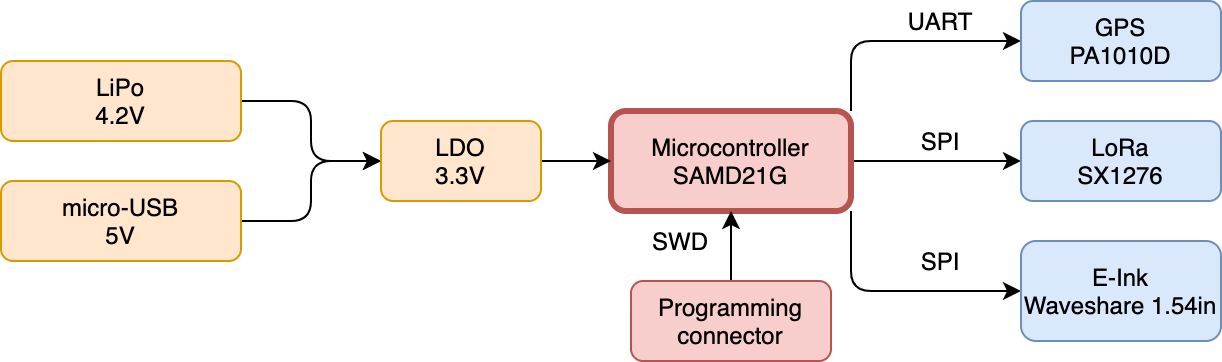 UART
GPS
PA1010D
LiPo
4.2V
LDO
3.3V
Microcontroller
SAMD21G
SPI
LoRa
SX1276
micro-USB
5V
SWD
SPI
E-Ink
Waveshare 1.54in
Programming
connector